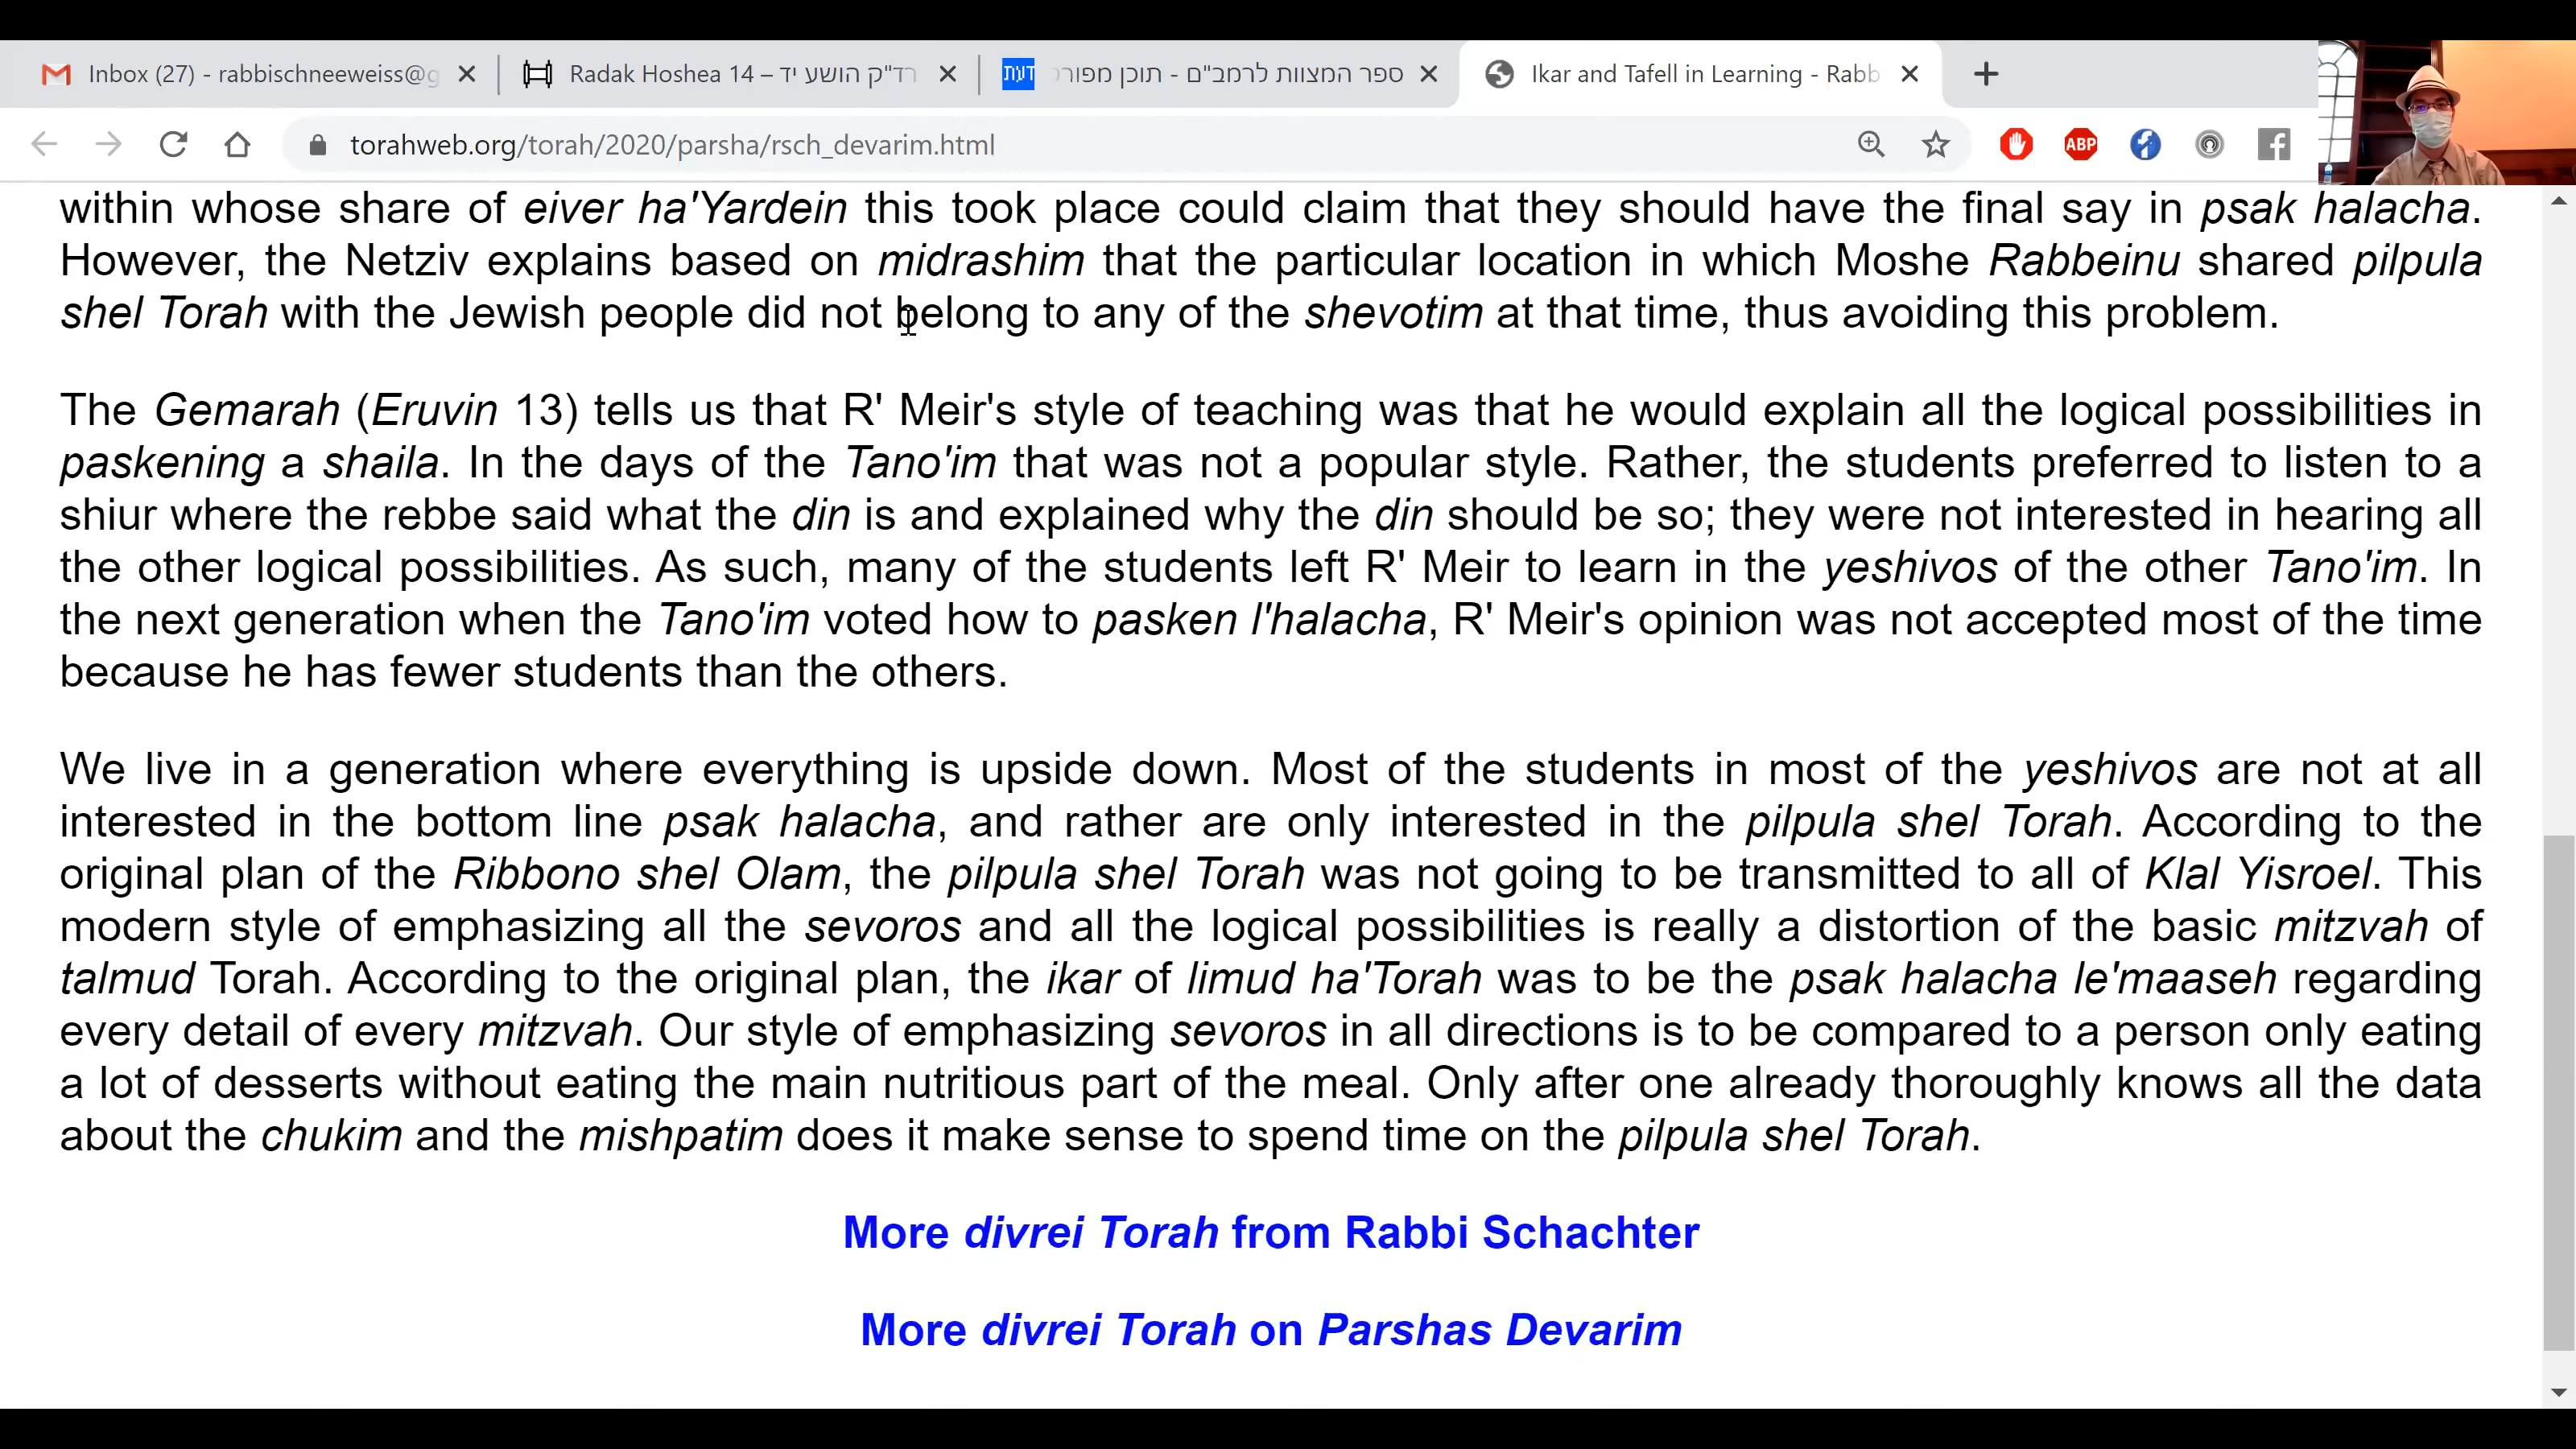 Inbox (27) - rabbischneeweiss@g
Radak Hoshea 14 – רד"ק הושע יד
דעת
ספר המצוות לרמב"ם - תוכן מפורט
Ikar and Tafell in Learning - Rabb
torahweb.org/torah/2020/parsha/rsch_devarim.html
ABP
within whose share of eiver ha'Yardein this took place could claim that they should have the final say in psak halacha.
However, the Netziv explains based on midrashim that the particular location in which Moshe Rabbeinu shared pilpula
shel Torah with the Jewish people did not belong to any of the shevotim at that time, thus avoiding this problem.
The Gemarah (Eruvin 13) tells us that R' Meir's style of teaching was that he would explain all the logical possibilities in
paskening a shaila. In the days of the Tano'im that was not a popular style. Rather, the students preferred to listen to a
shiur where the rebbe said what the din is and explained why the din should be so; they were not interested in hearing all
the other logical possibilities. As such, many of the students left R' Meir to learn in the yeshivos of the other Tano'im. In
the next generation when the Tano'im voted how to pasken l'halacha, R' Meir's opinion was not accepted most of the time
because he has fewer students than the others.
We live in a generation where everything is upside down. Most of the students in most of the yeshivos are not at all
interested in the bottom line psak halacha, and rather are only interested in the pilpula shel Torah. According to the
original plan of the Ribbono shel Olam, the pilpula shel Torah was not going to be transmitted to all of Klal Yisroel. This
modern style of emphasizing all the sevoros and all the logical possibilities is really a distortion of the basic mitzvah of
talmud Torah. According to the original plan, the ikar of limud ha'Torah was to be the psak halacha le'maaseh regarding
every detail of every mitzvah. Our style of emphasizing sevoros in all directions is to be compared to a person only eating
a lot of desserts without eating the main nutritious part of the meal. Only after one already thoroughly knows all the data
about the chukim and the mishpatim does it make sense to spend time on the pilpula shel Torah.
More divrei Torah from Rabbi Schachter
More divrei Torah on Parshas Devarim